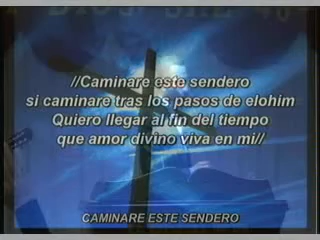 //Caminare este sendero
si caminare tras los pasos de elohim
Quiero llegar al fin del tiempo
que amor divino viva en mi//
CAMINARE ESTE SENDERO